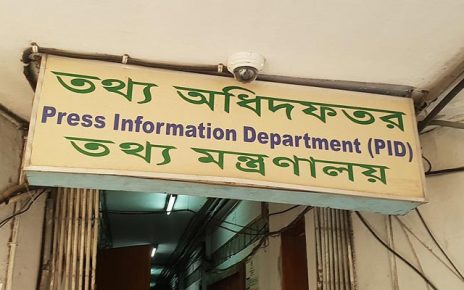 তথ্য অধিদফতর
Press Information Department (PID)
তথ্য মন্ত্রণালয়